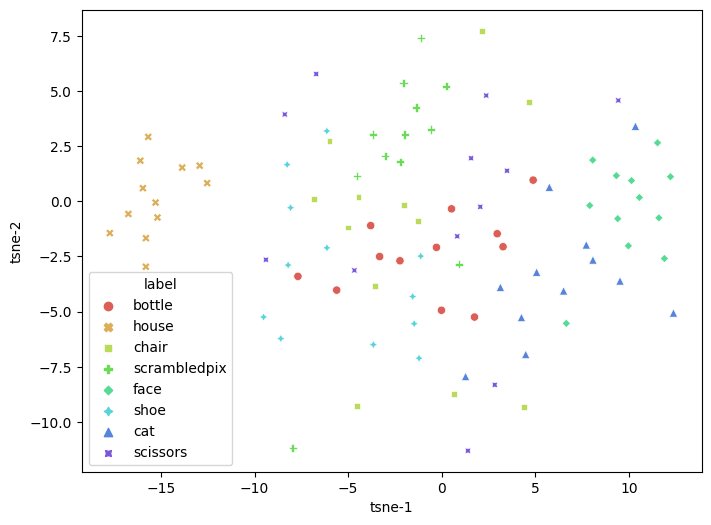 7.5
5.0
2.5
0.0
−2.5
−5.0
−7.5
−10.0
tsne-2
label
bottle
house
chair
scrambledpix
face
shoe
cat
scissors
−15
−10
−5
0
5
10
tsne-1